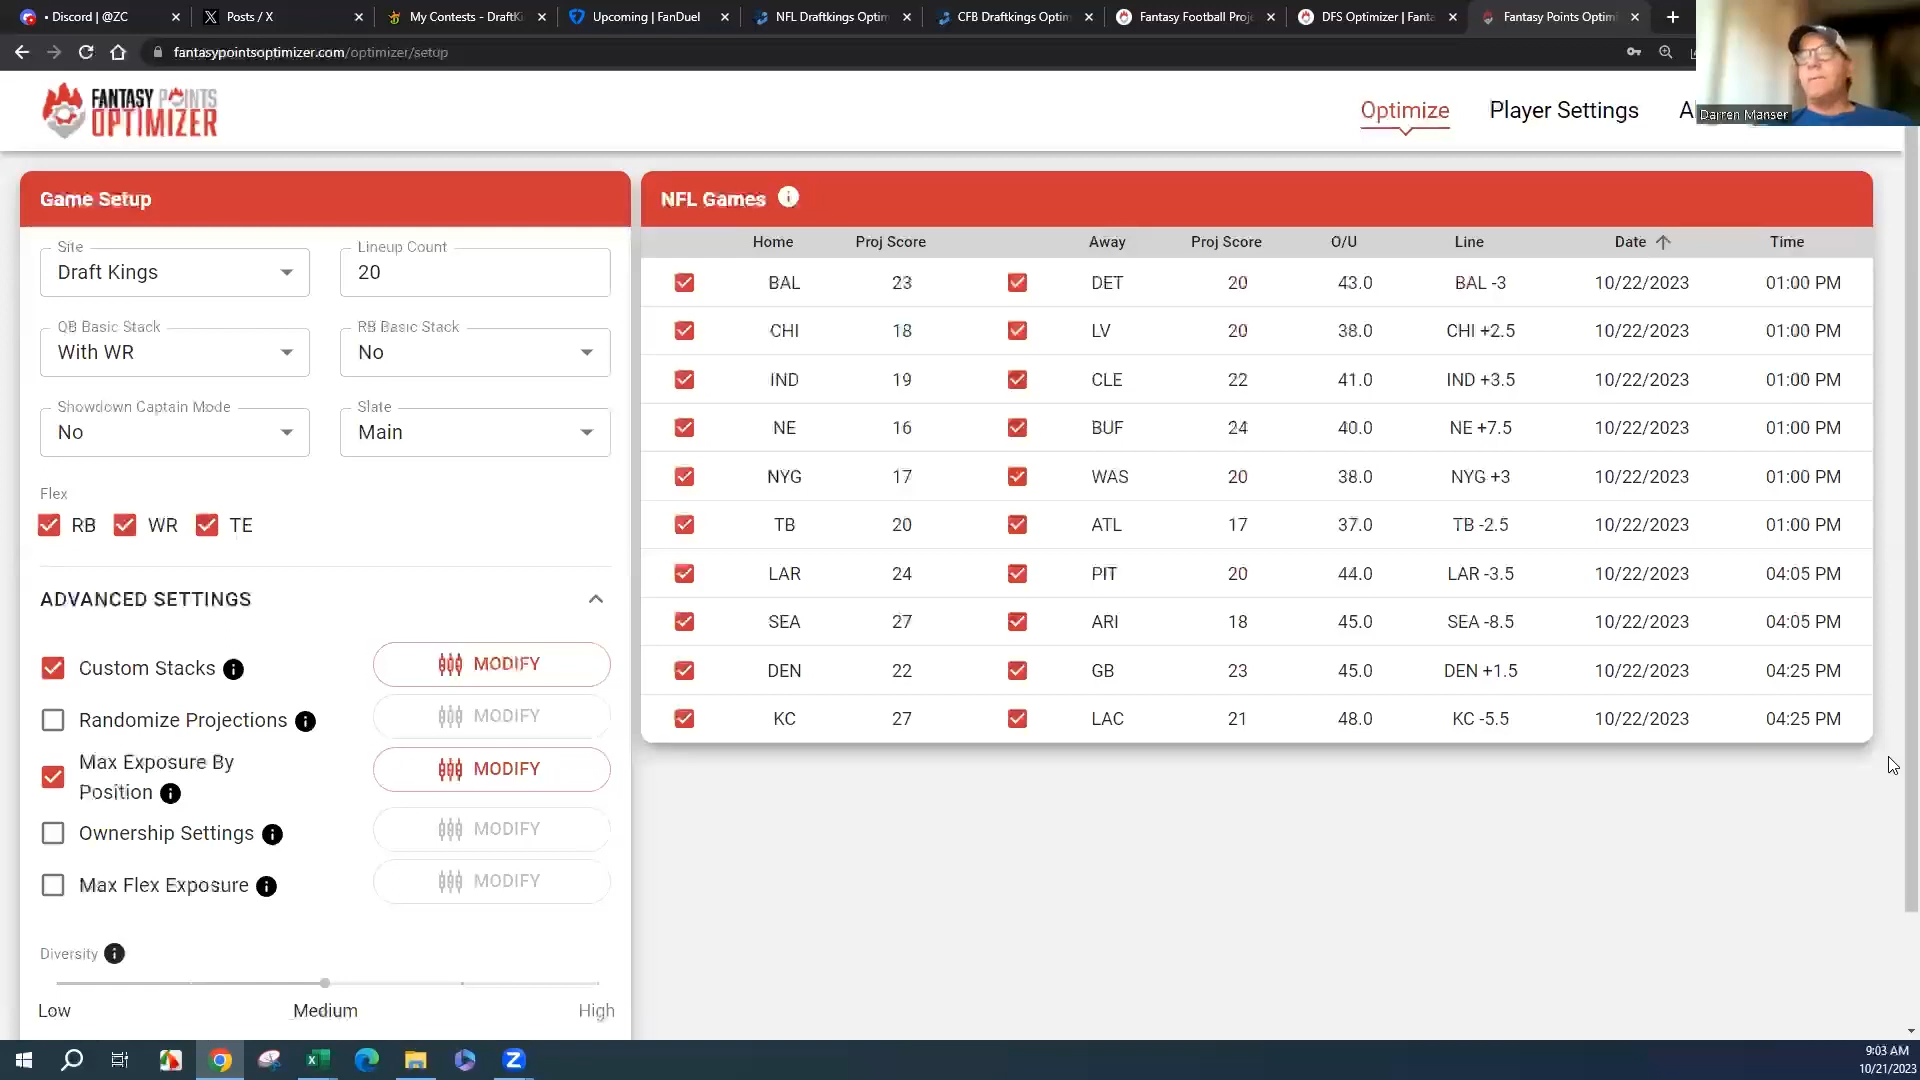 • Discord | @ZC
Posts / X
My Contests - DraftKi
Upcoming | FanDuel
NFL Draftkings Optim
CFB Draftkings Optim
Fantasy Football Proj
DFS Optimizer | Fanta
Fantasy Points Optimi
fantasypointsoptimizer.com/optimizer/setup
FANTASY POINTS
OPTIMIZER
Optimize
Player Settings
A
Darren Manser
Game Setup
Site
Draft Kings
Lineup Count
20
QB Basic Stack
With WR
RB Basic Stack
No
Showdown Captain Mode
No
Slate
Main
Flex
RB WR TE
ADVANCED SETTINGS
Custom Stacks
MODIFY
Randomize Projections
MODIFY
Max Exposure By
Position
MODIFY
Ownership Settings
MODIFY
Max Flex Exposure
MODIFY
Diversity
Low Medium High
NFL Games
Home Proj Score Away Proj Score O/U Line Date Time
BAL 23 DET 20 43.0 BAL -3 10/22/2023 01:00 PM
CHI 18 LV 20 38.0 CHI +2.5 10/22/2023 01:00 PM
IND 19 CLE 22 41.0 IND +3.5 10/22/2023 01:00 PM
NE 16 BUF 24 40.0 NE +7.5 10/22/2023 01:00 PM
NYG 17 WAS 20 38.0 NYG +3 10/22/2023 01:00 PM
TB 20 ATL 17 37.0 TB -2.5 10/22/2023 01:00 PM
LAR 24 PIT 20 44.0 LAR -3.5 10/22/2023 04:05 PM
SEA 27 ARI 18 45.0 SEA -8.5 10/22/2023 04:05 PM
DEN 22 GB 23 45.0 DEN +1.5 10/22/2023 04:25 PM
KC 27 LAC 21 48.0 KC -5.5 10/22/2023 04:25 PM
9:03 AM
10/21/2023